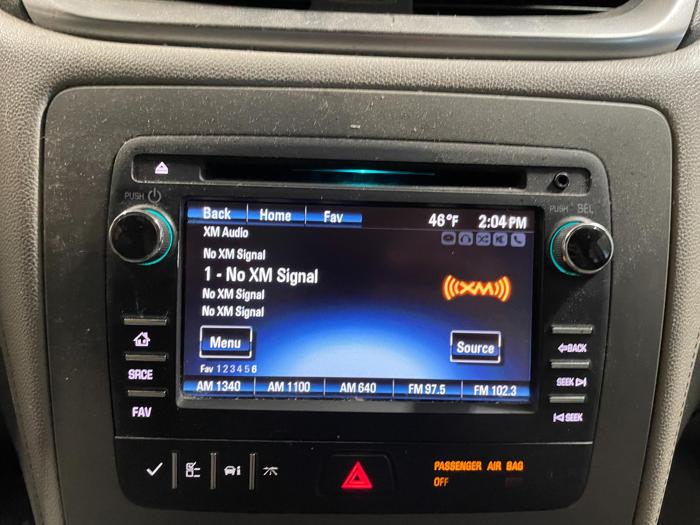 PUSH
PUSH SEL
Back Home Fav 46°F 2:04 PM
XM Audio
No XM Signal
1 - No XM Signal
(((XM)))
No XM Signal
No XM Signal
Menu Source
Fav 1 2 3 4 5 6
AM 1340 AM 1100 AM 640 FM 97.5 FM 102.3
SRCE
FAV
BACK
SEEK
SEEK
PASSENGER AIR BAG
OFF